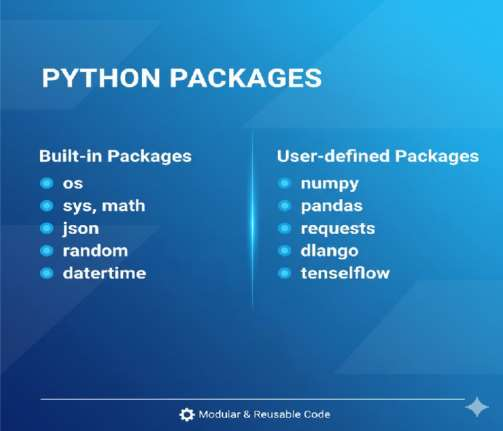 PYTHON PACKAGES
Built-in Packages
os
sys, math
json
random
datertime
User-defined Packages
numpy
pandas
requests
dlango
tenselflow
Modular & Reusable Code